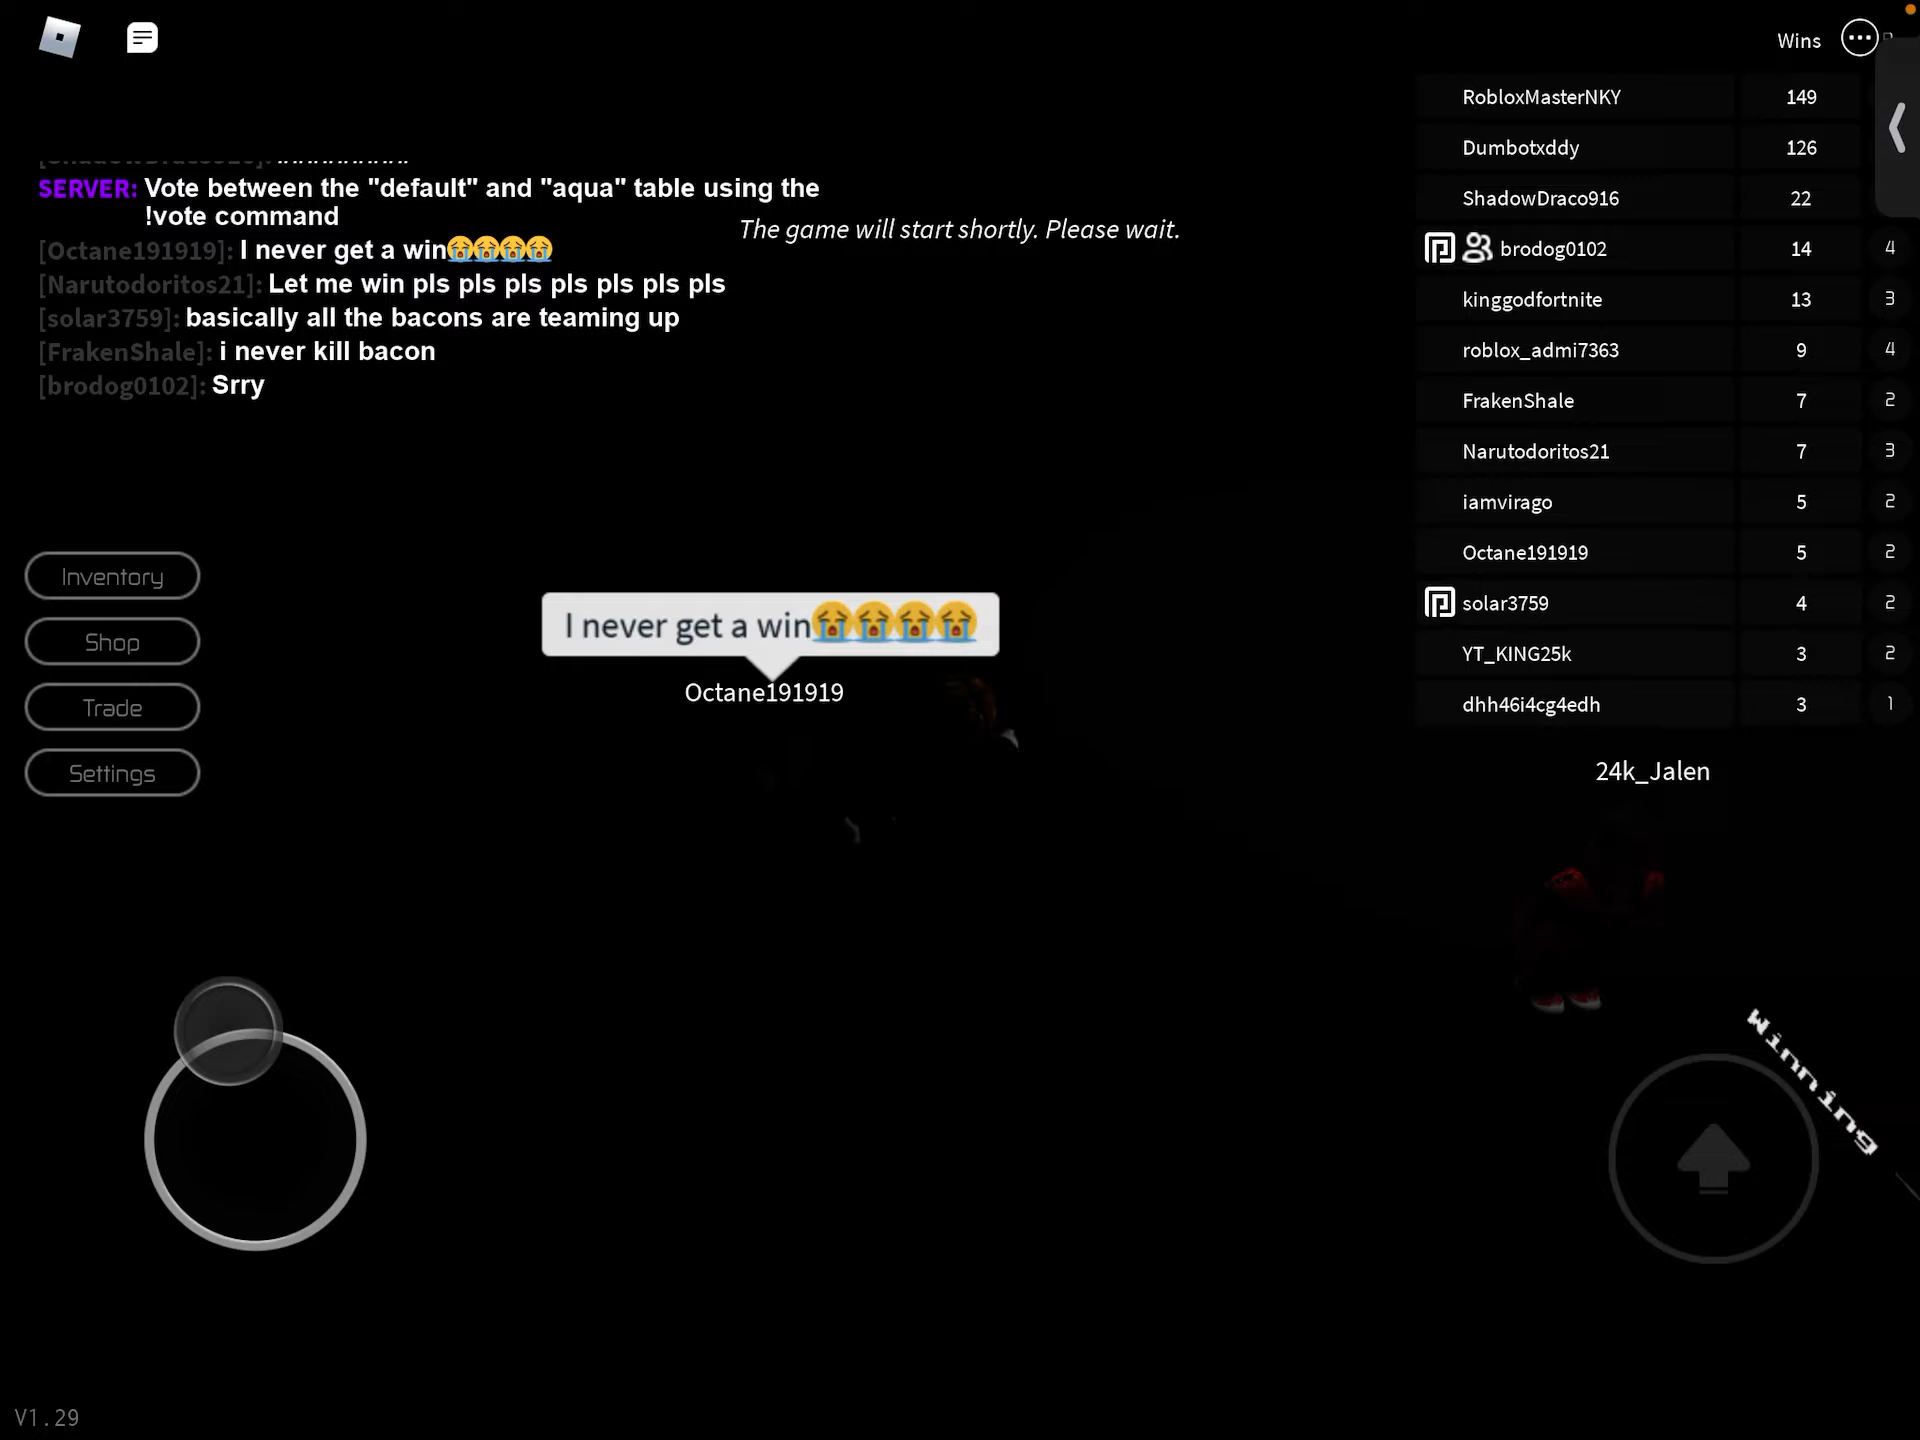 Wins
SERVER: Vote between the "default" and "aqua" table using the
!vote command
[Octane191919]: I never get a win😭😭😭😭
[Narutodoritos21]: Let me win pls pls pls pls pls pls pls
[solar3759]: basically all the bacons are teaming up
[FrakenShale]: i never kill bacon
[brodog0102]: Srry
The game will start shortly. Please wait.
RobloxMasterNKY 149
Dumbotxddy 126
ShadowDraco916 22
brodog0102 14 4
kinggodfortnite 13 3
roblox_admi7363 9 4
FrakenShale 7 2
Narutodoritos21 7 3
iamvirago 5 2
Octane191919 5 2
solar3759 4 2
YT_KING25k 3 2
dhh46i4cg4edh 3 1
Inventory
Shop
Trade
Settings
I never get a win😭😭😭😭
Octane191919
24k_Jalen
Winning
V1.29